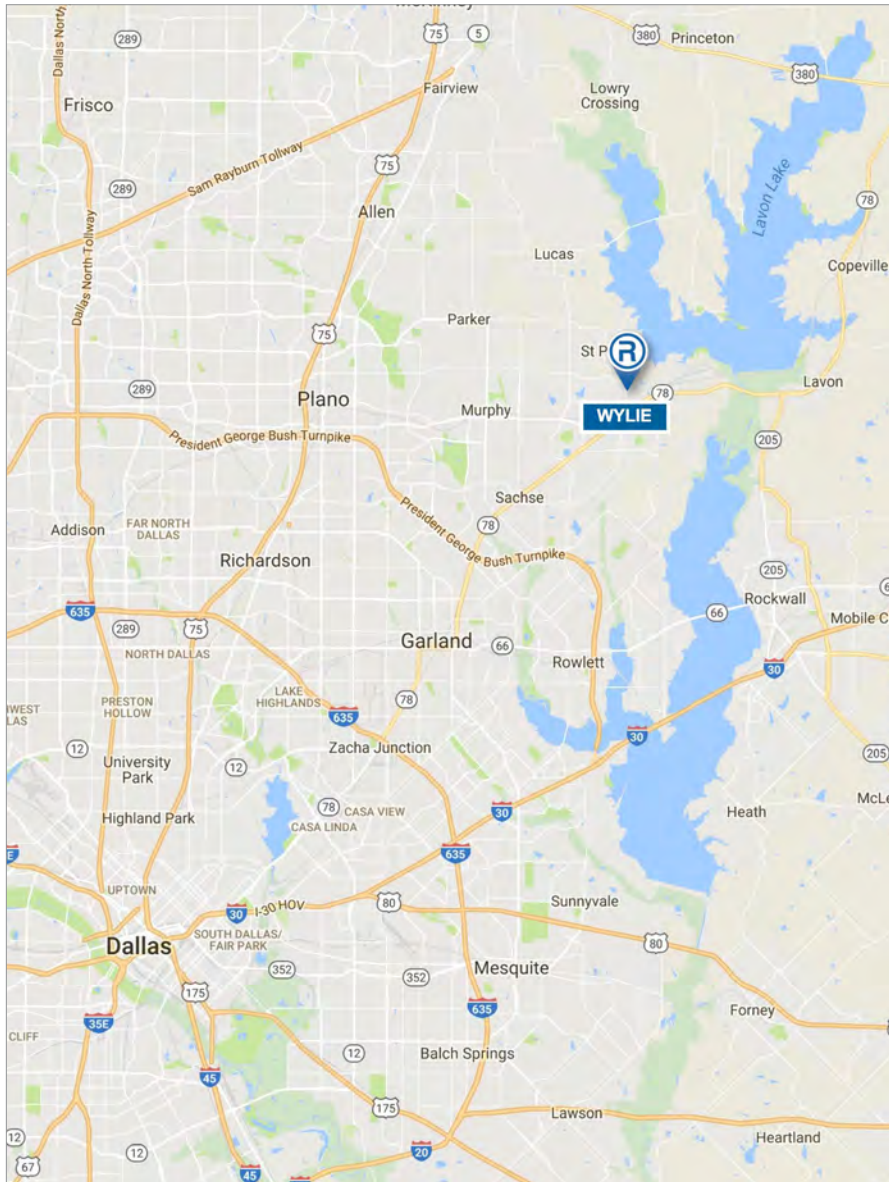 McKinney
5
75
289
380
Princeton
Dallas North
Fairview
380
Frisco
Lowry
Crossing
Sam Rayburn Tollway
75
289
Lavon Lake
78
Allen
Dallas North Tollway
Lucas
Copeville
75
Parker
R
St P
289
Plano
78
Lavon
Murphy
WYLIE
President George Bush Turnpike
205
Sachse
President George Bush Turnpike
78
Addison
FAR NORTH
DALLAS
Richardson
205
Rockwall
635
66
Mobile C
289
75
Garland
66
NORTH DALLAS
Rowlett
30
LAKE
HIGHLANDS
PRESTON
HOLLOW
HWEST
LAS
78
635
30
12
Zacha Junction
205
University
Park
12
McLe
78
CASA VIEW
30
Heath
Highland Park
CASA LINDA
E
635
UPTOWN
30
I-30 HOV
80
Sunnyvale
Dallas
SOUTH DALLAS/
FAIR PARK
80
352
352
Mesquite
175
635
Forney
35E
CLIFF
12
Balch Springs
45
175
Lawson
12
12
20
Heartland
67
45